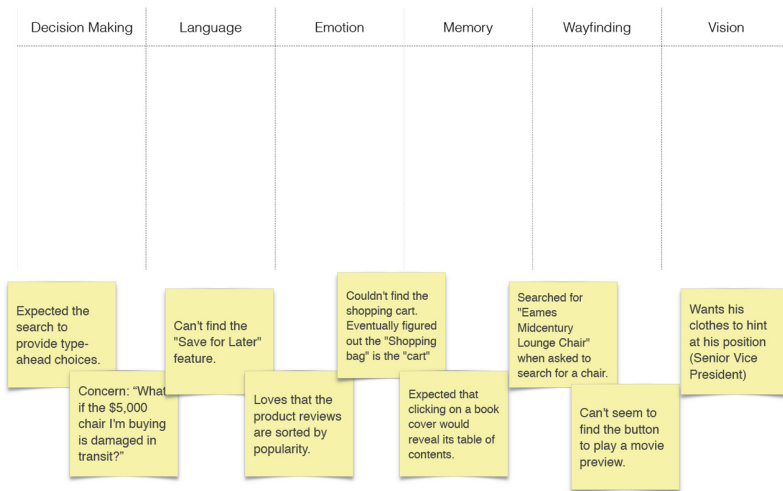 Decision Making
Language
Emotion
Memory
Wayfinding
Vision
Expected the
search to
provide type-
ahead choices.
Concern: “What
if the $5,000
chair I'm buying
is damaged in
transit?”
Can't find the
"Save for Later"
feature.
Loves that the
product reviews
are sorted by
popularity.
Couldn't find the
shopping cart.
Eventually figured
out the "Shopping
bag" is the "cart"
Expected that
clicking on a book
cover would
reveal its table of
contents.
Searched for
"Eames
Midcentury
Lounge Chair"
when asked to
search for a chair.
Can't seem to
find the button
to play a movie
preview.
Wants his
clothes to hint
at his position
(Senior Vice
President)